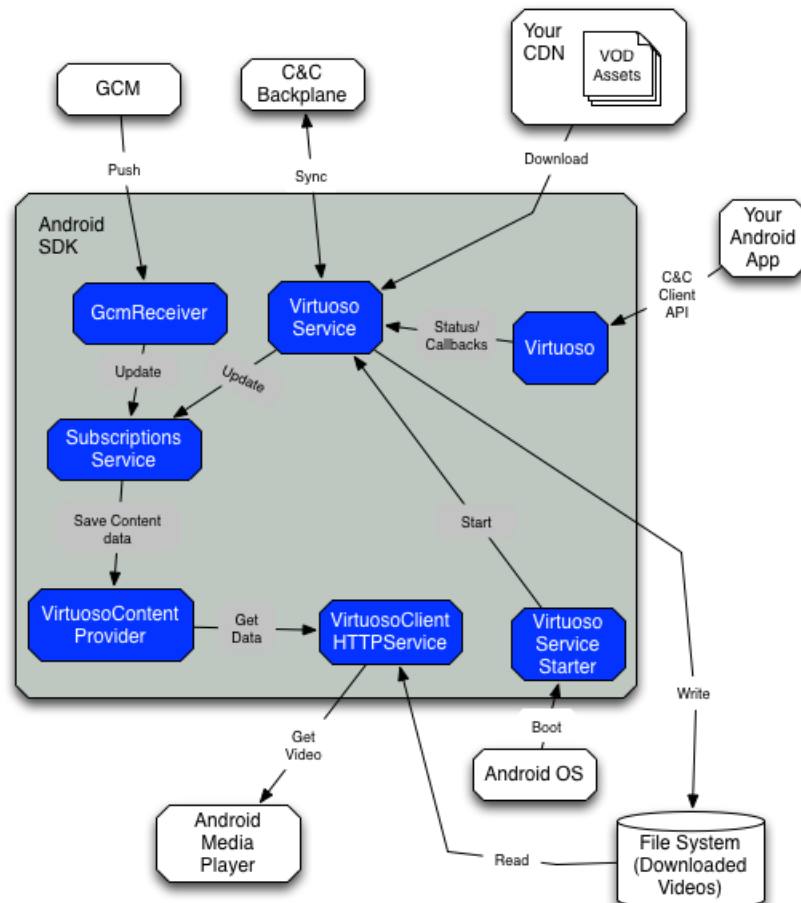 Your
CDN
VOD
Assets
GCM
C&C
Backplane
Push
Sync
Download
Android
SDK
Your
Android
App
C&C
Client
API
GcmReceiver
Virtuoso
Service
Status/
Callbacks
Virtuoso
Update
Update
Subscriptions
Service
Save Content
data
Start
VirtuosoContent
Provider
Get
Data
VirtuosoClient
HTTPService
Virtuoso
Service
Starter
Write
Get
Video
Boot
Android OS
Android
Media
Player
Read
File System
(Downloaded
Videos)